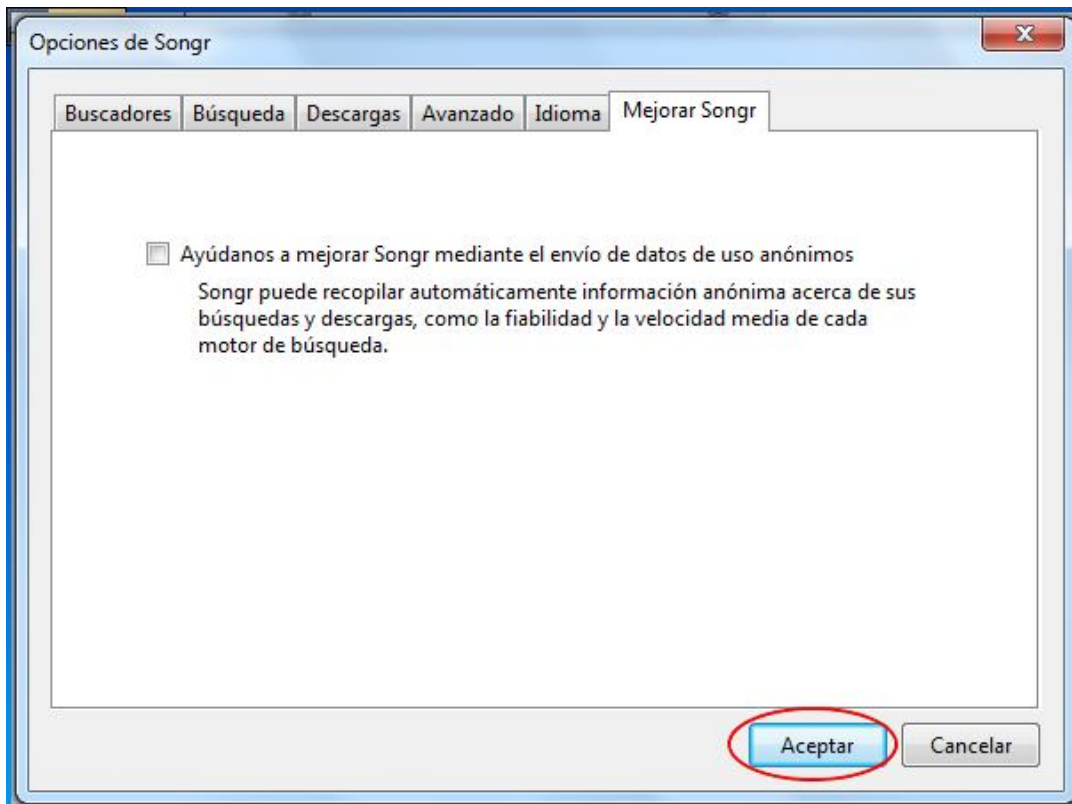 Opciones de Songr
Buscadores Búsqueda Descargas Avanzado Idioma Mejorar Songr
Ayúdanos a mejorar Songr mediante el envío de datos de uso anónimos
Songr puede recopilar automáticamente información anónima acerca de sus
búsquedas y descargas, como la fiabilidad y la velocidad media de cada
motor de búsqueda.
Aceptar Cancelar